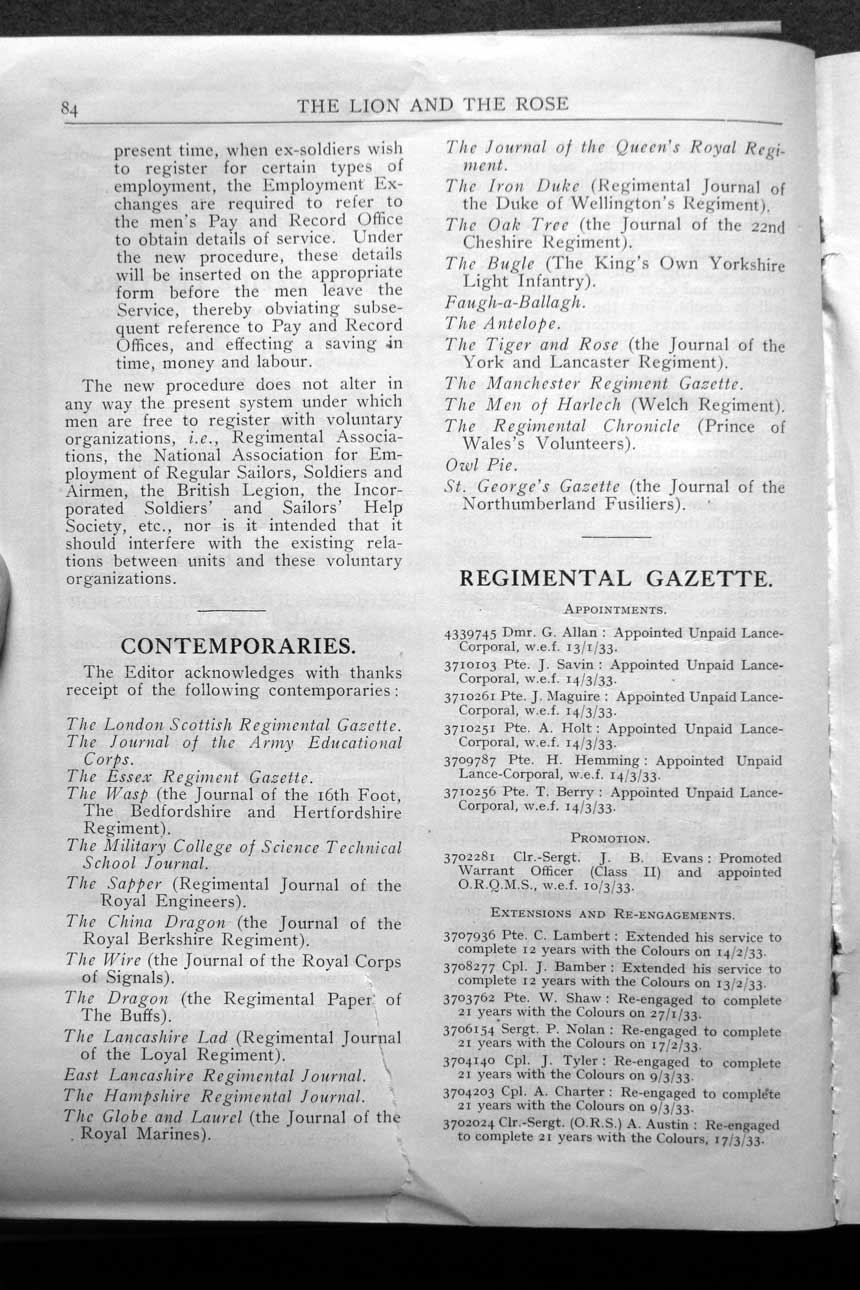 84
THE LION AND THE ROSE
present time, when ex-soldiers wish
to register for certain types of
employment, the Employment Ex-
changes are required to refer to
the men's Pay and Record Office
to obtain details of service. Under
the new procedure, these details
will be inserted on the appropriate
form before the men leave the
Service, thereby obviating subse-
quent reference to Pay and Record
Offices, and effecting a saving in
time, money and labour.
The new procedure does not alter in
any way the present system under which
men are free to register with voluntary
organizations, i.e., Regimental Associa-
tions, the National Association for Em-
ployment of Regular Sailors, Soldiers and
Airmen, the British Legion, the Incor-
porated Soldiers' and Sailors' Help
Society, etc., nor is it intended that it
should interfere with the existing rela-
tions between units and these voluntary
organizations.
CONTEMPORARIES.
The Editor acknowledges with thanks
receipt of the following contemporaries :
The London Scottish Regimental Gazette.
The Journal of the Army Educational
Corps.
The Essex Regiment Gazette.
The Wasp (the Journal of the 16th Foot,
The Bedfordshire and Hertfordshire
Regiment).
The Military College of Science Technical
School Journal.
The Sapper (Regimental Journal of the
Royal Engineers).
The China Dragon (the Journal of the
Royal Berkshire Regiment).
The Wire (the Journal of the Royal Corps
of Signals).
The Dragon (the Regimental Paper of
The Buffs).
The Lancashire Lad (Regimental Journal
of the Loyal Regiment).
East Lancashire Regimental Journal.
The Hampshire Regimental Journal.
The Globe and Laurel (the Journal of the
Royal Marines).
The Journal of the Queen's Royal Regi-
ment.
The Iron Duke (Regimental Journal of
the Duke of Wellington's Regiment).
The Oak Tree (the Journal of the 22nd
Cheshire Regiment).
The Bugle (The King's Own Yorkshire
Light Infantry).
Faugh-a-Ballagh.
The Antelope.
The Tiger and Rose (the Journal of the
York and Lancaster Regiment).
The Manchester Regiment Gazette.
The Men of Harlech (Welch Regiment).
The Regimental Chronicle (Prince of
Wales's Volunteers).
Owl Pie.
St. George's Gazette (the Journal of the
Northumberland Fusiliers).
REGIMENTAL GAZETTE.
APPOINTMENTS.
4339745 Dmr. G. Allan : Appointed Unpaid Lance-
Corporal, w.e.f. 13/1/33.
3710103 Pte. J. Savin : Appointed Unpaid Lance-
Corporal, w.e.f. 14/3/33.
3710261 Pte. J. Maguire : Appointed Unpaid Lance-
Corporal, w.e.f. 14/3/33.
3710251 Pte. A. Holt : Appointed Unpaid Lance-
Corporal, w.e.f. 14/3/33.
3709787 Pte. H. Hemming : Appointed Unpaid
Lance-Corporal, w.e.f. 14/3/33.
3710256 Pte. T. Berry : Appointed Unpaid Lance-
Corporal, w.e.f. 14/3/33.
PROMOTION.
3702281 Clr.-Sergt. J. B. Evans : Promoted
Warrant Officer (Class II) and appointed
O.R.Q.M.S., w.e.f. 10/3/33.
EXTENSIONS AND RE-ENGAGEMENTS.
3707936 Pte. C. Lambert : Extended his service to
complete 12 years with the Colours on 14/2/33.
3708277 Cpl. J. Bamber : Extended his service to
complete 12 years with the Colours on 13/2/33.
3703762 Pte. W. Shaw : Re-engaged to complete
21 years with the Colours on 27/1/33.
3706154 Sergt. P. Nolan : Re-engaged to complete
21 years with the Colours on 17/2/33.
3704140 Cpl. J. Tyler : Re-engaged to complete
21 years with the Colours on 9/3/33.
3704203 Cpl. A. Charter : Re-engaged to complete
21 years with the Colours on 9/3/33.
3702024 Clr.-Sergt. (O.R.S.) A. Austin : Re-engaged
to complete 21 years with the Colours, 17/3/33.